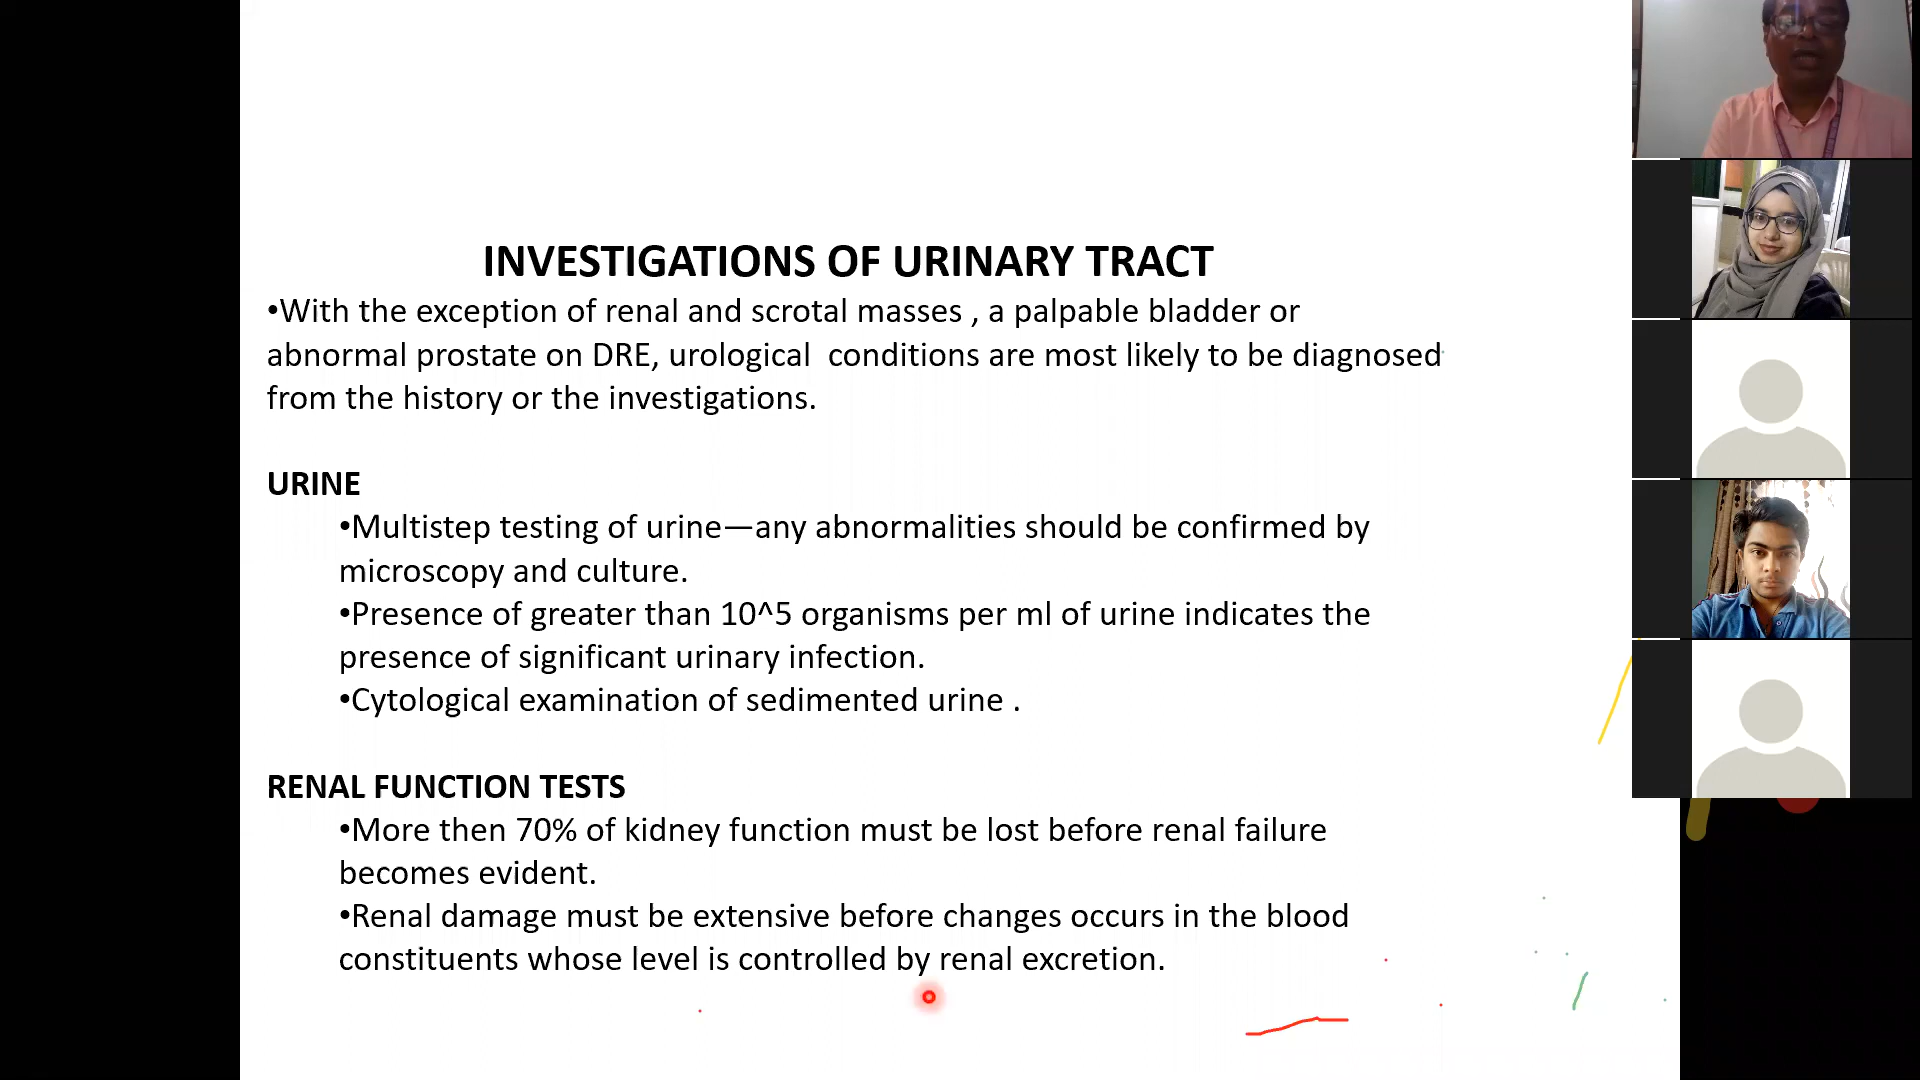 INVESTIGATIONS OF URINARY TRACT
•With the exception of renal and scrotal masses , a palpable bladder or
abnormal prostate on DRE, urological  conditions are most likely to be diagnosed
from the history or the investigations.
URINE
•Multistep testing of urine—any abnormalities should be confirmed by
microscopy and culture.
•Presence of greater than 10^5 organisms per ml of urine indicates the
presence of significant urinary infection.
•Cytological examination of sedimented urine .
RENAL FUNCTION TESTS
•More then 70% of kidney function must be lost before renal failure
becomes evident.
•Renal damage must be extensive before changes occurs in the blood
constituents whose level is controlled by renal excretion.